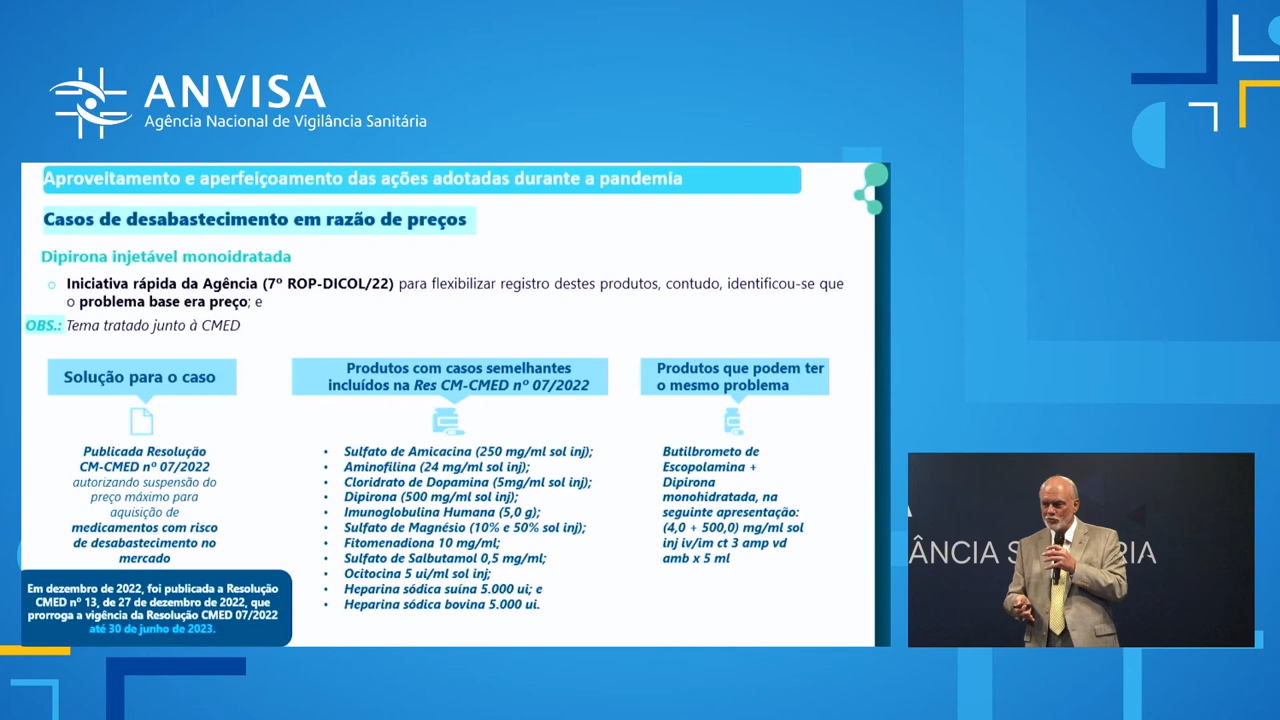 ANVISA
Agência Nacional de Vigilância Sanitária
Aproveitamento e aperfeiçoamento das ações adotadas durante a pandemia
Casos de desabastecimento em razão de preços
Dipirona injetável monoidratada
Iniciativa rápida da Agência (7º ROP-DICOL/22) para flexibilizar registro destes produtos, contudo, identificou-se que
o problema base era preço; e
OBS.: Tema tratado junto à CMED
Solução para o caso
Publicada Resolução
CM-CMED nº 07/2022
autorizando suspensão do
preço máximo para
aquisição de
medicamentos com risco
de desabastecimento no
mercado
Em dezembro de 2022, foi publicada a Resolução
CMED nº 13, de 27 de dezembro de 2022, que
prorroga a vigência da Resolução CMED 07/2022
até 30 de junho de 2023.
Produtos com casos semelhantes
incluídos na Res CM-CMED nº 07/2022
• Sulfato de Amicacina (250 mg/ml sol inj);
• Aminofilina (24 mg/ml sol inj);
• Cloridrato de Dopamina (5mg/ml sol inj);
• Dipirona (500 mg/ml sol inj);
• Imunoglobulina Humana (5,0 g);
• Sulfato de Magnésio (10% e 50% sol inj);
• Fitomenadiona 10 mg/ml;
• Sulfato de Salbutamol 0,5 mg/ml;
• Ocitocina 5 ui/ml sol inj;
• Heparina sódica suína 5.000 ui; e
• Heparina sódica bovina 5.000 ui.
Produtos que podem ter
o mesmo problema
Butilbrometo de
Escopolamina +
Dipirona
monohidratada, na
seguinte apresentação:
(4,0 + 500,0) mg/ml sol
inj iv/im ct 3 amp vd
amb x 5 ml
ÂNCIA S RIA